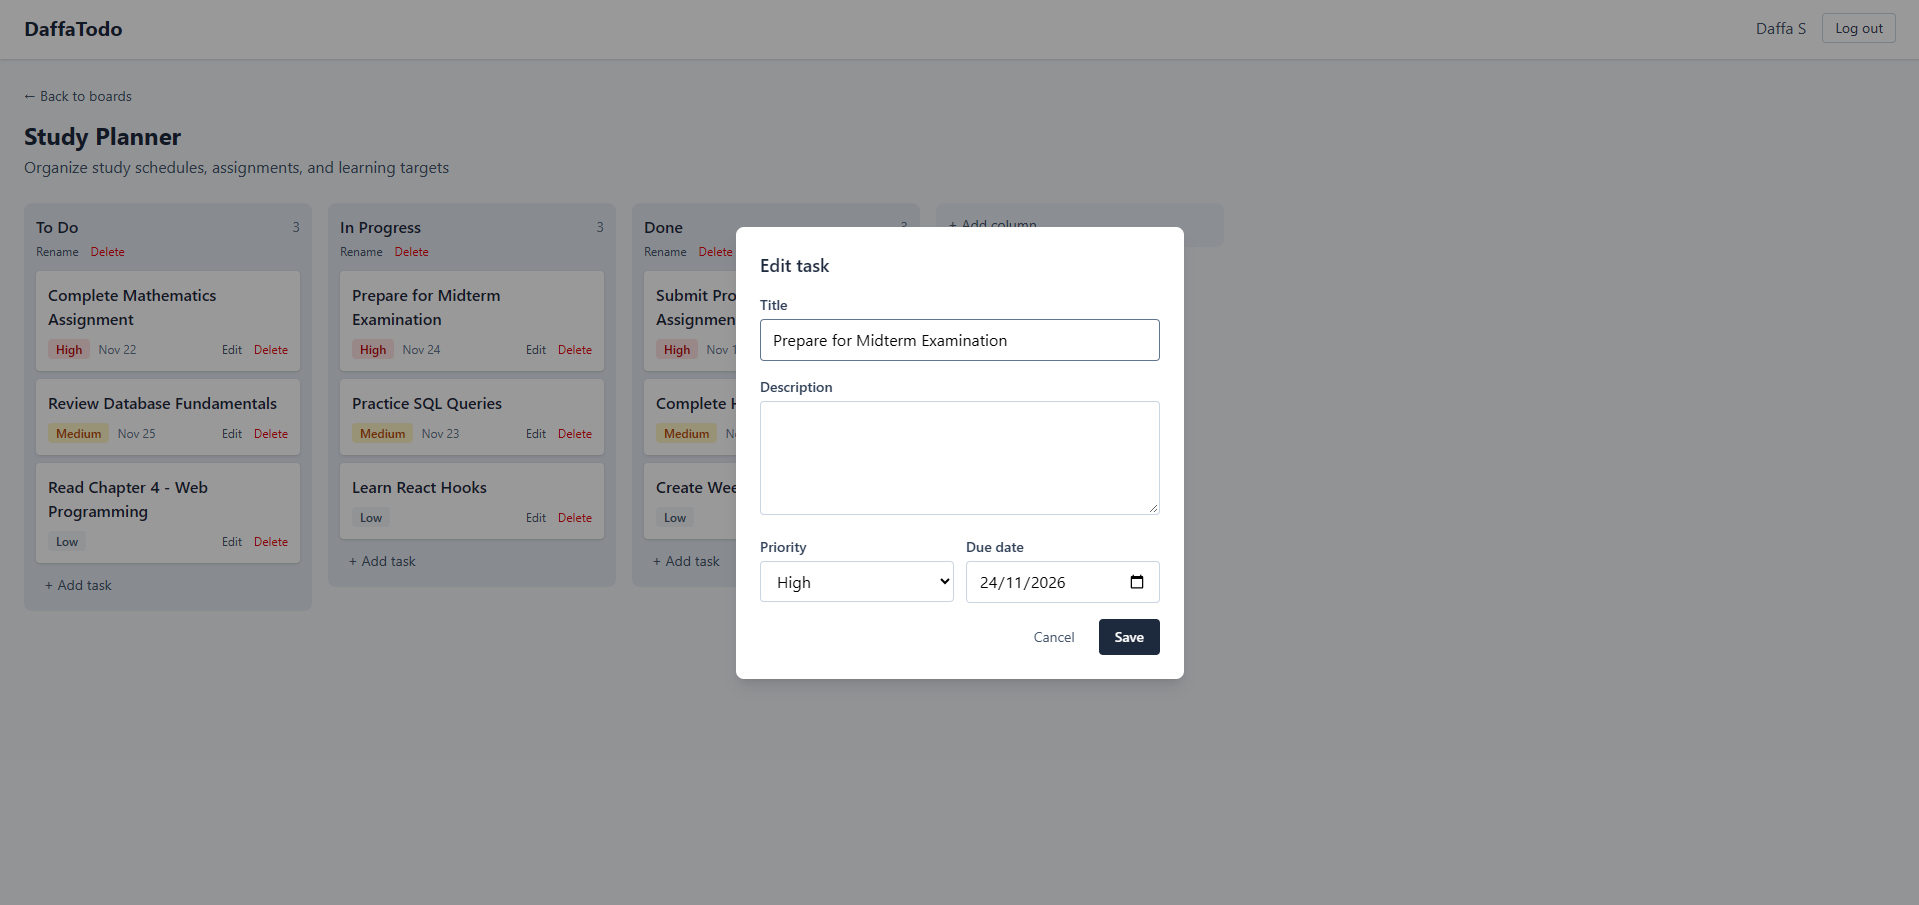 DaffaTodo
Daffa S
Log out
← Back to boards
Study Planner
Organize study schedules, assignments, and learning targets
To Do
3
Rename
Delete
Complete Mathematics
Assignment
High
Nov 22
Edit
Delete
Review Database Fundamentals
Medium
Nov 25
Edit
Delete
Read Chapter 4 - Web
Programming
Low
Edit
Delete
+ Add task
In Progress
3
Rename
Delete
Prepare for Midterm
Examination
High
Nov 24
Edit
Delete
Practice SQL Queries
Medium
Nov 23
Edit
Delete
Learn React Hooks
Low
Edit
Delete
+ Add task
Done
Rename
Delete
Submit
High
Nov
Complete
Medium
Create
Low
+ Add task
+ Add column
Edit task
Title
Prepare for Midterm Examination
Description
Priority
High
Due date
24/11/2026
Cancel
Save